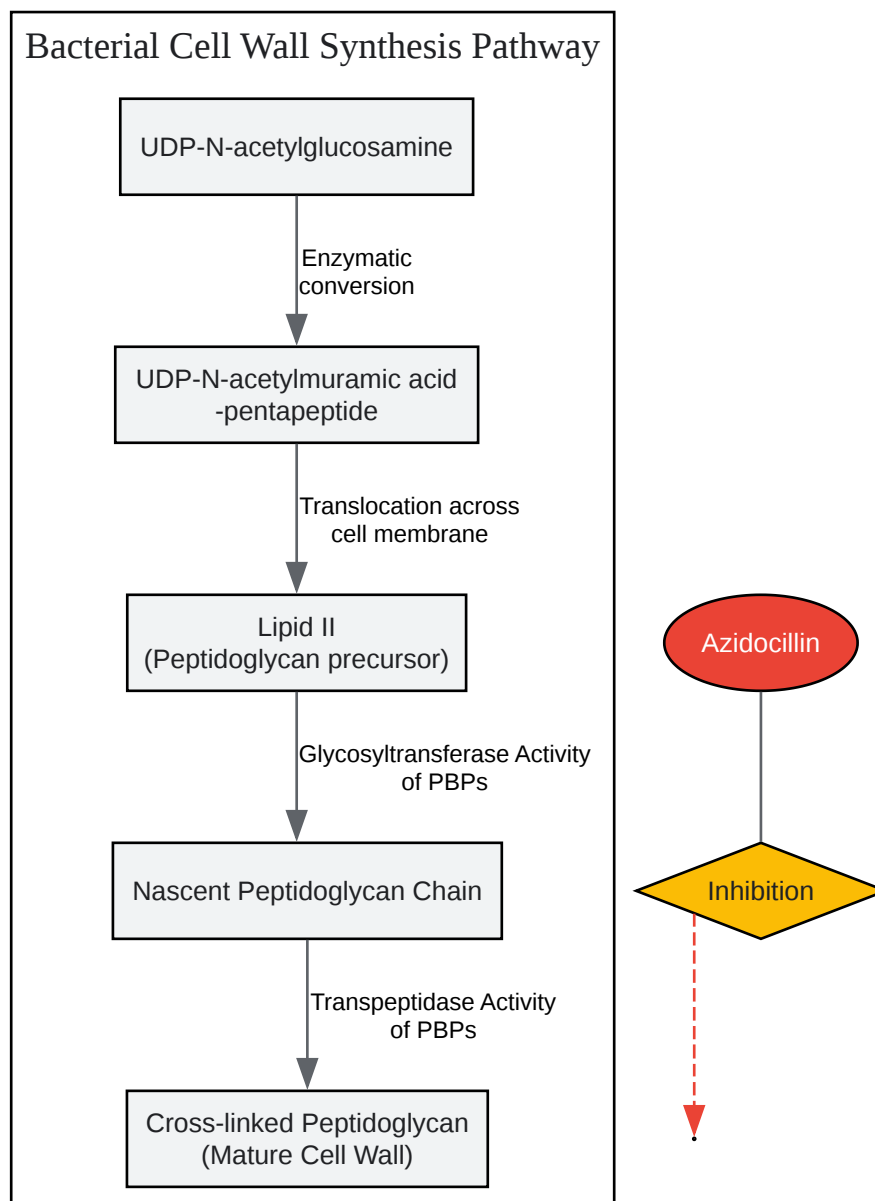 Bacterial Cell Wall Synthesis Pathway
UDP-N-acetylglucosamine
Enzymatic
conversion
UDP-N-acetylmuramic acid
-pentapeptide
Translocation across
cell membrane
Lipid II
(Peptidoglycan precursor)
Azidocillin
Glycosyltransferase Activity
of PBPs
Nascent Peptidoglycan Chain
Inhibition
Transpeptidase Activity
of PBPs
Cross-linked Peptidoglycan
(Mature Cell Wall)